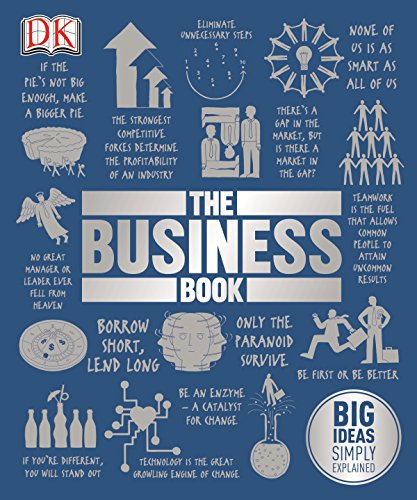 DK
IF THE
PIE'S NOT BIG
ENOUGH, MAKE
A BIGGER PIE
THE STRONGEST
COMPETITIVE
FORCES DETERMINE
THE PROFITABILITY
OF AN INDUSTRY
ELIMINATE
UNNECESSARY STEPS
THERE'S A
GAP IN THE
MARKET, BUT
IS THERE A
MARKET IN
THE GAP?
NONE OF
US IS AS
SMART AS
ALL OF US
TEAMWORK
IS THE FUEL
THAT ALLOWS
COMMON
PEOPLE TO
ATTAIN
UNCOMMON
RESULTS
THE
BUSINESS
BOOK
NO GREAT
MANAGER OR
LEADER EVER
FELL FROM
HEAVEN
BORROW
SHORT,
LEND LONG
ONLY THE
PARANOID
SURVIVE
BE FIRST OR BE BETTER
BE AN ENZYME –
A CATALYST
FOR CHANGE
IF YOU'RE DIFFERENT,
YOU WILL STAND OUT
TECHNOLOGY IS THE GREAT
GROWLING ENGINE OF CHANGE
BIG
IDEAS
SIMPLY
EXPLAINED